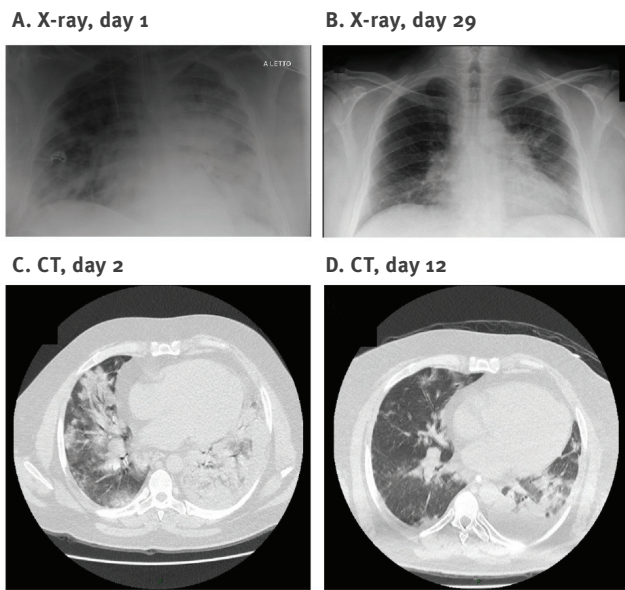 A. X-ray, day 1
B. X-ray, day 29
A LETTO
C. CT, day 2
D. CT, day 12